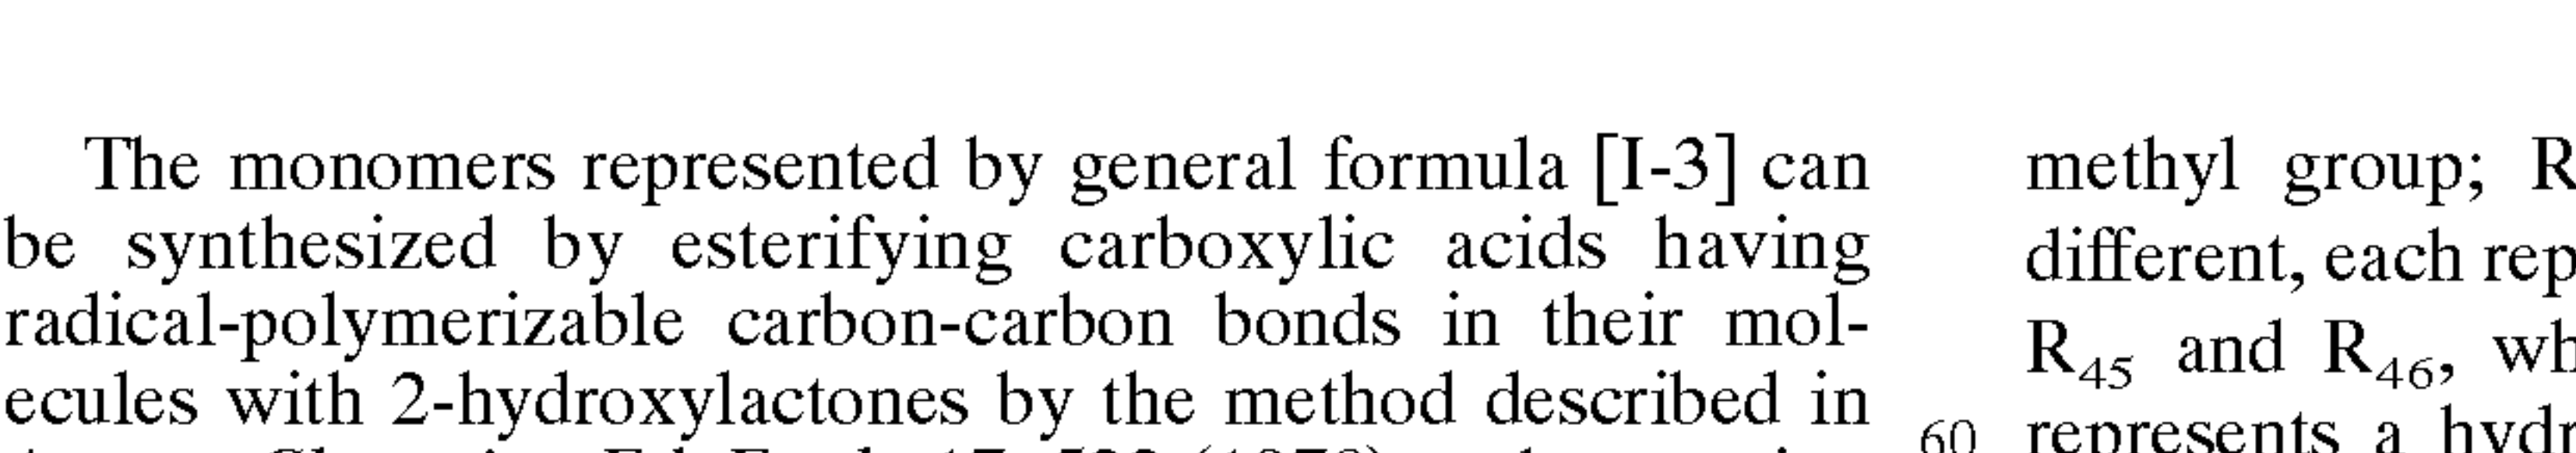 The monomers represented by general formula [I-3] can
be synthesized by esterifying carboxylic acids having
radical-polymerizable carbon-carbon bonds in their mol-
ecules with 2-hydroxylactones by the method described in
methyl group; R
different, each rep
R45 and R46, wh
60 represents a hydr